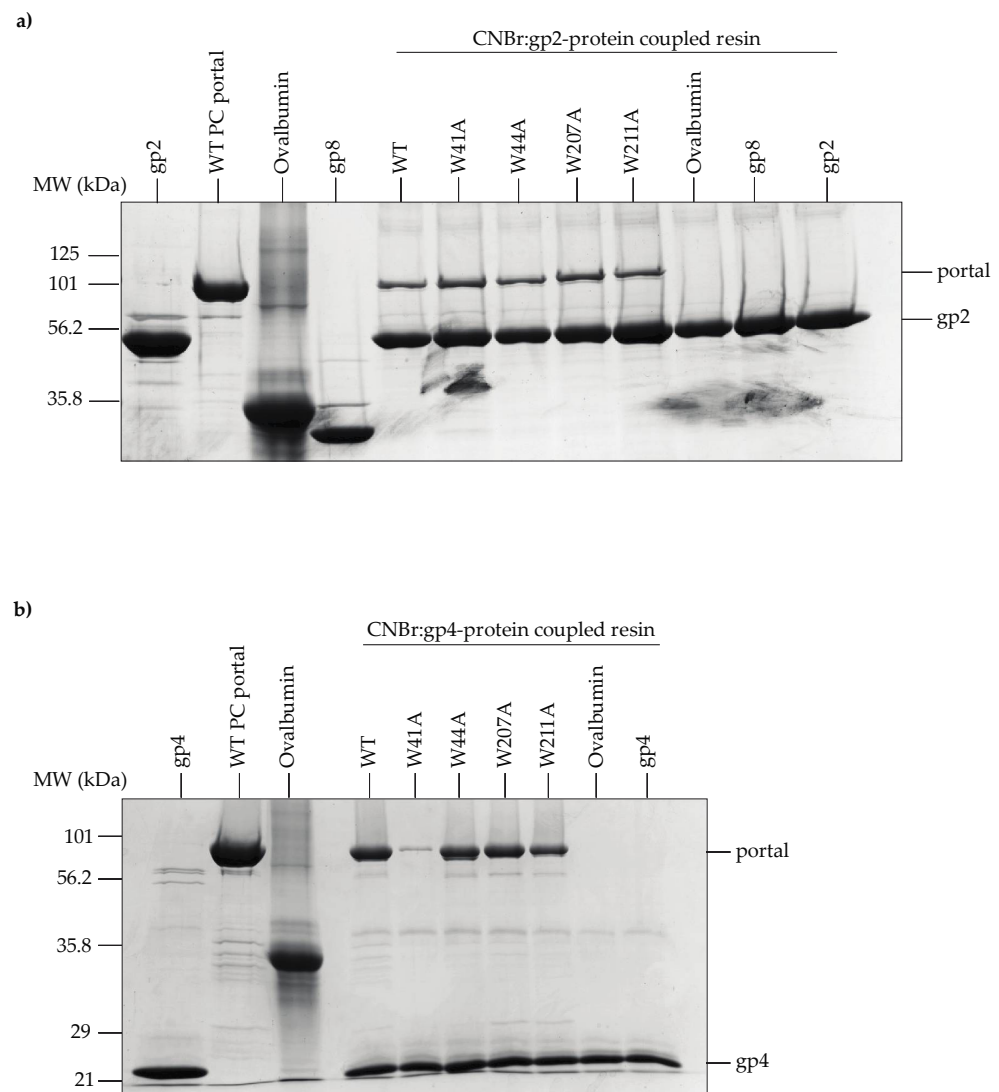 a)
CNBr:gp2-protein coupled resin
gp2
WT PC portal
Ovalbumin
gp8
WT
W41A
W44A
W207A
W211A
Ovalbumin
gp8
gp2
MW (kDa)
125
101
56.2
35.8
portal
gp2
b)
CNBr:gp4-protein coupled resin
gp4
WT PC portal
Ovalbumin
WT
W41A
W44A
W207A
W211A
Ovalbumin
gp4
MW (kDa)
101
56.2
35.8
29
21
portal
gp4